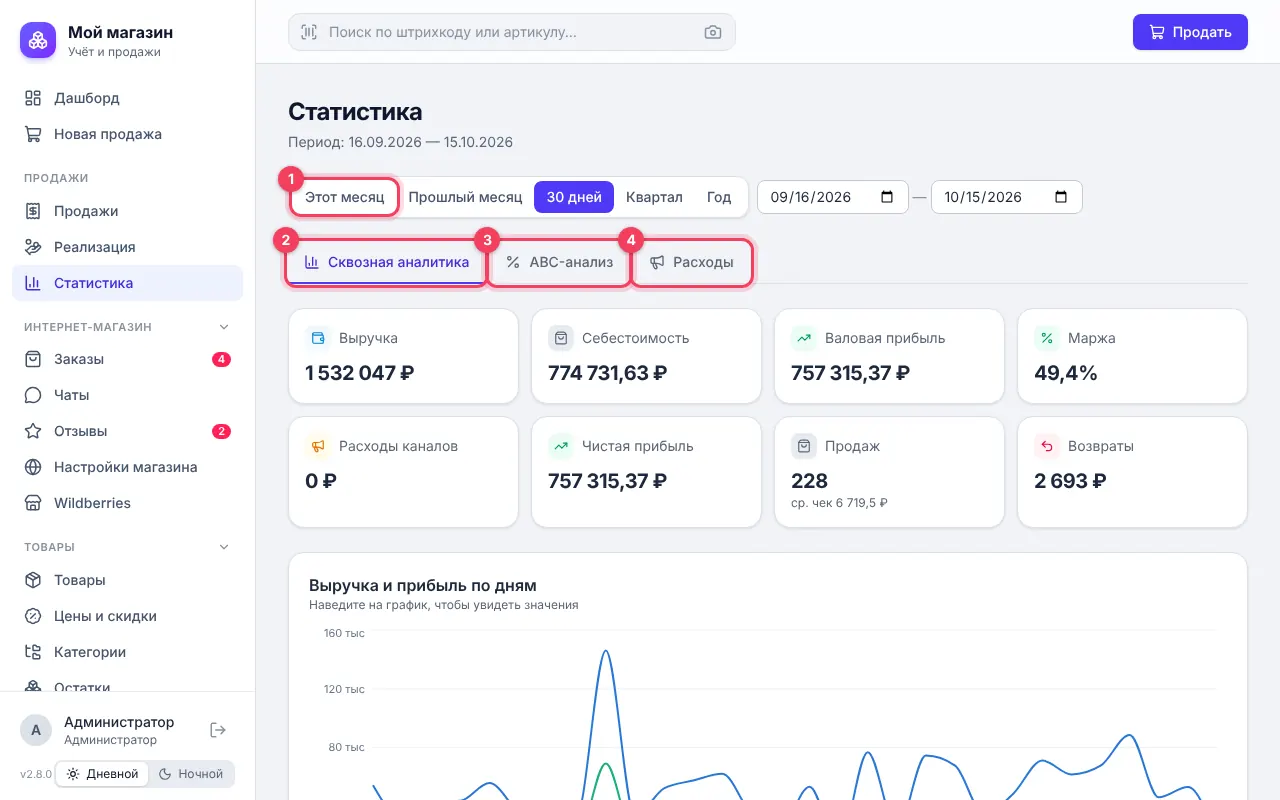 Мой магазин
Учёт и продажи
Поиск по штрихкоду или артикулу...
Продать
Дашборд
Новая продажа
ПРОДАЖИ
Продажи
Реализация
Статистика
ИНТЕРНЕТ-МАГАЗИН
Заказы 4
Чаты
Отзывы 2
Настройки магазина
Wildberries
ТОВАРЫ
Товары
Цены и скидки
Категории
Остатки
А Администратор
Администратор
v2.8.0 Дневной Ночной
Статистика
Период: 16.09.2026 — 15.10.2026
1 Этот месяц Прошлый месяц 30 дней Квартал Год 09/16/2026 — 10/15/2026
2 Сквозная аналитика 3 ABC-анализ 4 Расходы
Выручка
1 532 047 ₽
Себестоимость
774 731,63 ₽
Валовая прибыль
757 315,37 ₽
Маржа
49,4%
Расходы каналов
0 ₽
Чистая прибыль
757 315,37 ₽
Продаж
228
ср. чек 6 719,5 ₽
Возвраты
2 693 ₽
Выручка и прибыль по дням
Наведите на график, чтобы увидеть значения
160 тыс
120 тыс
80 тыс